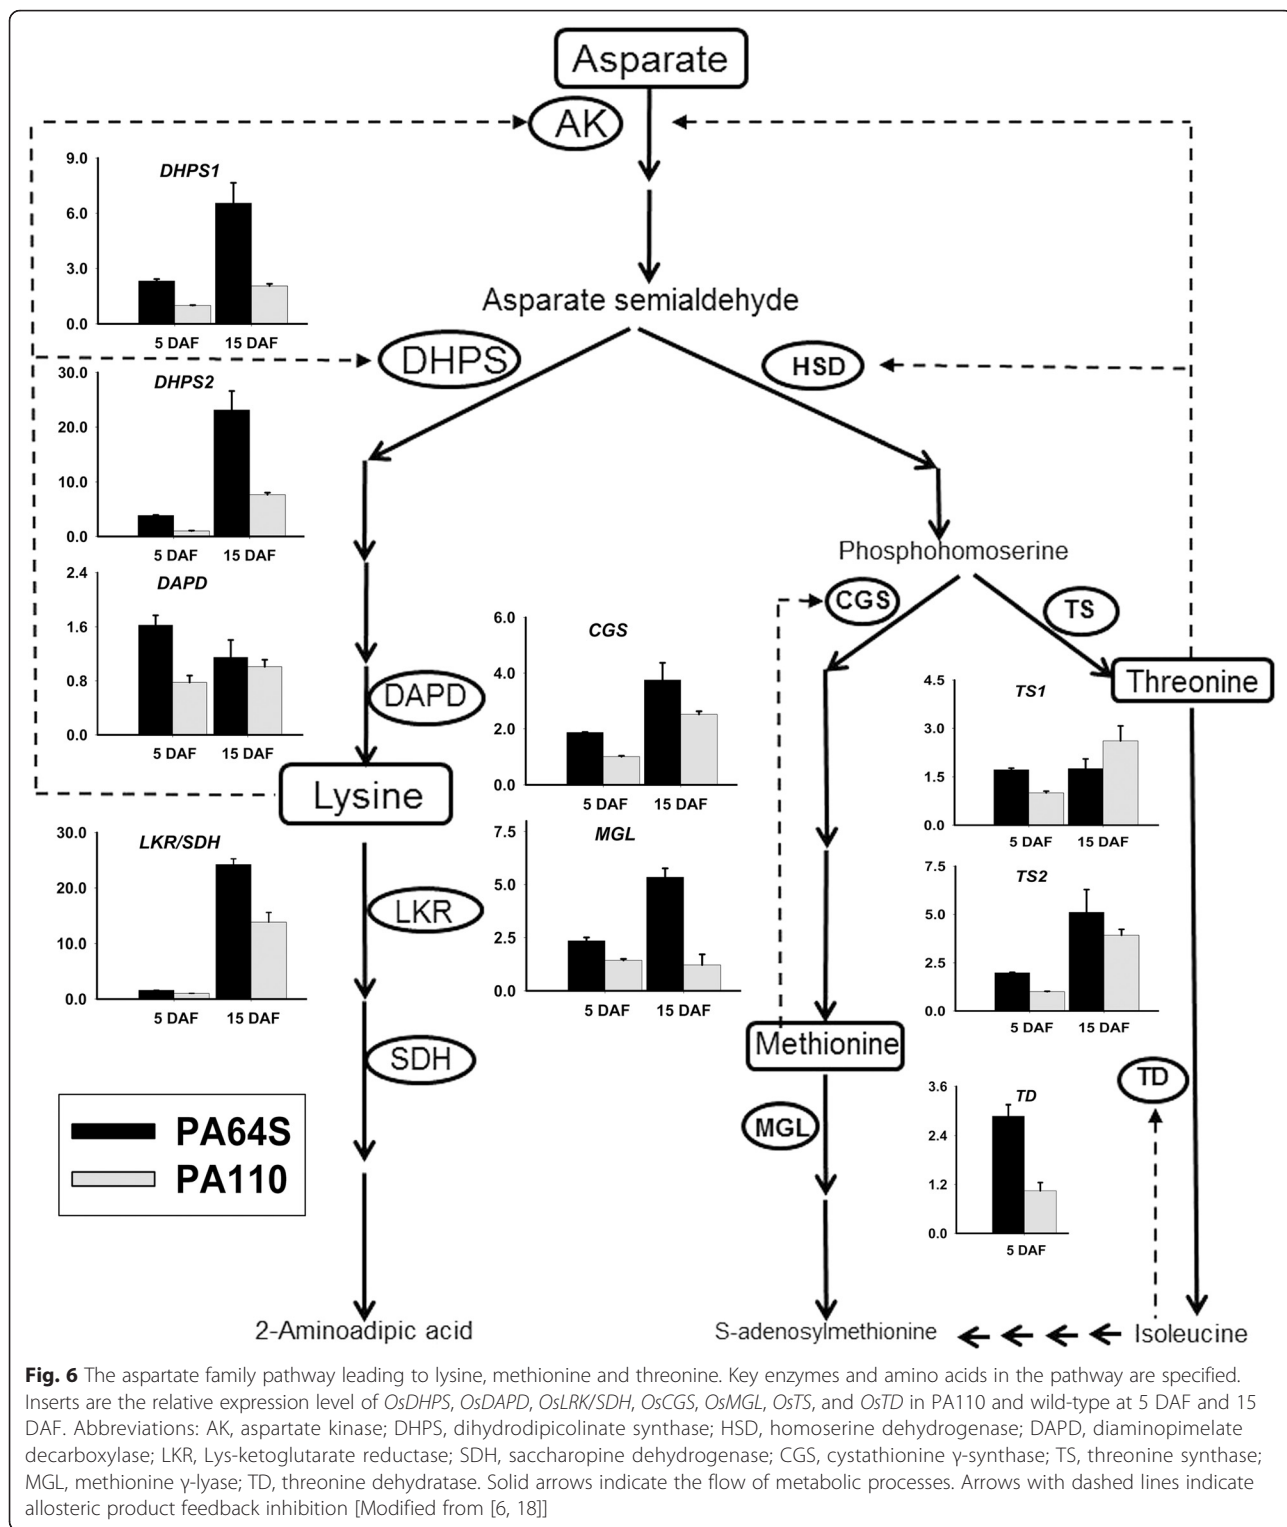 Asparate
AK
9.0
DHPS1
6.0
3.0
0.0
5 DAF 15 DAF
Asparate semialdehyde
DHPS
HSD
30.0
DHPS2
20.0
10.0
0.0
5 DAF 15 DAF
2.4
DAPD
1.6
0.8
0.0
5 DAF 15 DAF
DAPD
Lysine
30.0
LKR/SDH
20.0
10.0
0.0
5 DAF 15 DAF
LKR
SDH
2-Aminoadipic acid
Phosphohomoserine
CGS
TS
6.0
CGS
4.0
2.0
0.0
5 DAF 15 DAF
7.5
MGL
5.0
2.5
0.0
5 DAF 15 DAF
Methionine
MGL
S-adenosylmethionine
Threonine
4.5
TS1
3.0
1.5
0.0
5 DAF 15 DAF
7.5
TS2
5.0
2.5
0.0
5 DAF 15 DAF
TD
3.6
TD
2.4
1.2
0.0
5 DAF
Isoleucine
PA64S
PA110
Fig. 6 The aspartate family pathway leading to lysine, methionine and threonine. Key enzymes and amino acids in the pathway are specified.
Inserts are the relative expression level of OsDHPS, OsDAPD, OsLRK/SDH, OsCGS, OsMGL, OsTS, and OsTD in PA110 and wild-type at 5 DAF and 15
DAF. Abbreviations: AK, aspartate kinase; DHPS, dihydrodipicolinate synthase; HSD, homoserine dehydrogenase; DAPD, diaminopimelate
decarboxylase; LKR, Lys-ketoglutarate reductase; SDH, saccharopine dehydrogenase; CGS, cystathionine γ-synthase; TS, threonine synthase;
MGL, methionine γ-lyase; TD, threonine dehydratase. Solid arrows indicate the flow of metabolic processes. Arrows with dashed lines indicate
allosteric product feedback inhibition [Modified from [6, 18]]